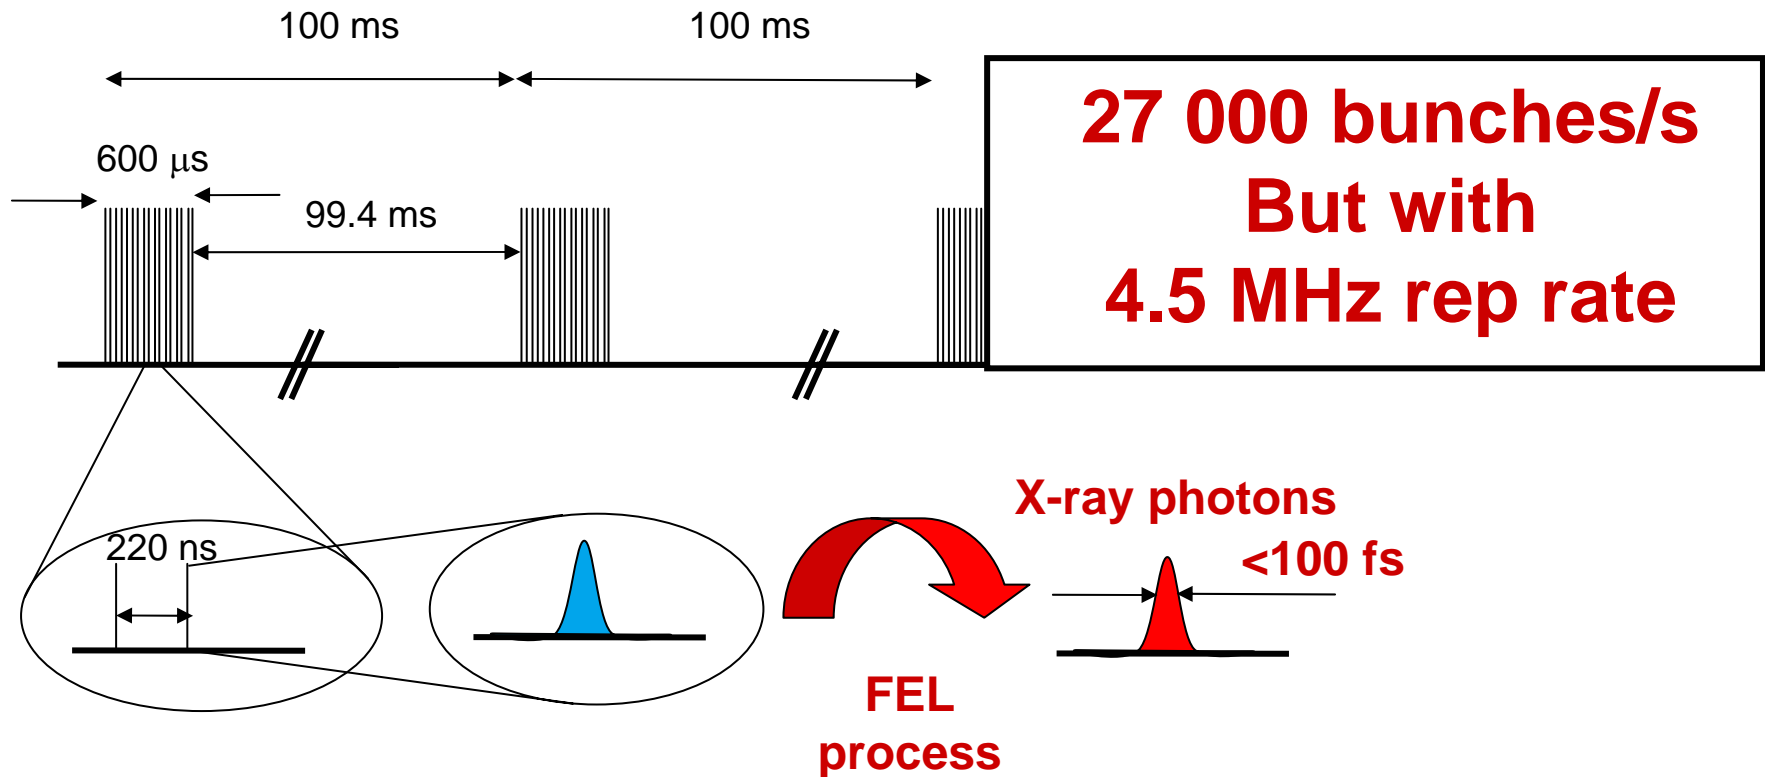 100 ms
100 ms
27 000 bunches/s
But with
4.5 MHz rep rate
600 μs
99.4 ms
X-ray photons
<100 fs
220 ns
FEL
process